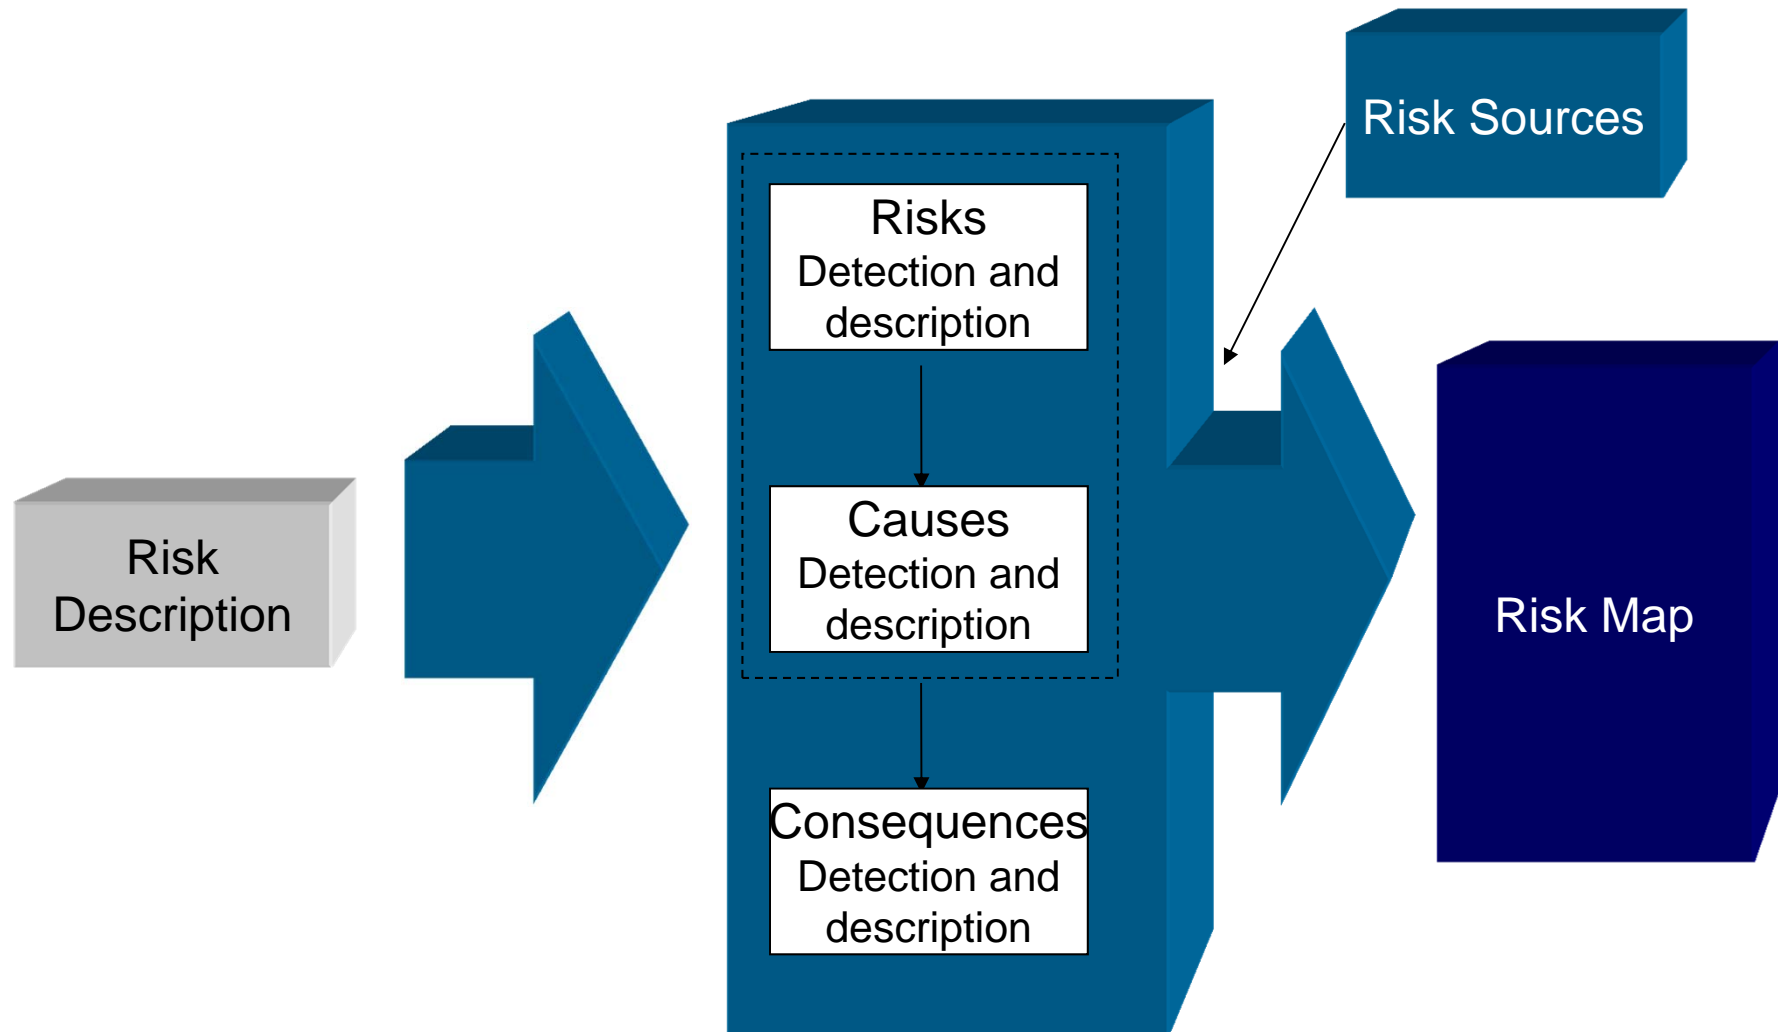 Risk Sources
Risks
Detection and
description
Causes
Detection and
description
Risk
Description
Risk Map
Consequences
Detection and
description